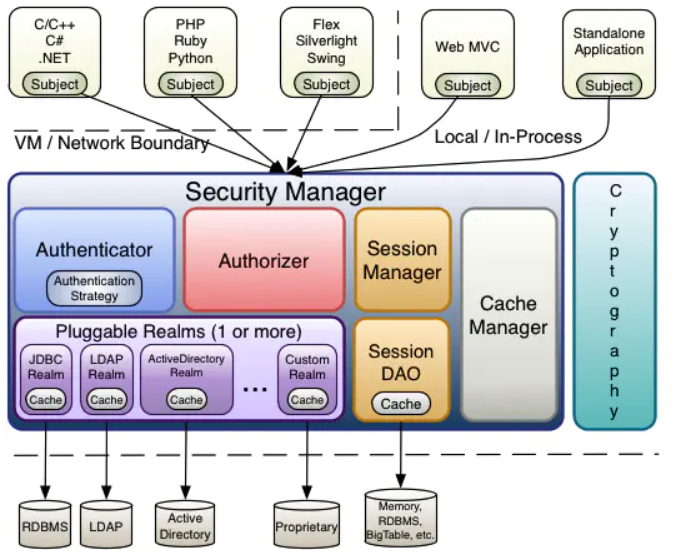 C/C++
C#
.NET
Subject
PHP
Ruby
Python
Subject
Flex
Silverlight
Swing
Subject
Web MVC
Subject
Standalone
Application
Subject
VM / Network Boundary
Local / In-Process
Security Manager
Authenticator
Authentication
Strategy
Authorizer
Session
Manager
Cache
Manager
Cryptography
Pluggable Realms (1 or more)
JDBC
Realm
Cache
LDAP
Realm
Cache
ActiveDirectory
Realm
Cache
...
Custom
Realm
Cache
Session
DAO
Cache
RDBMS
LDAP
Active
Directory
Proprietary
Memory,
RDBMS,
BigTable, etc.